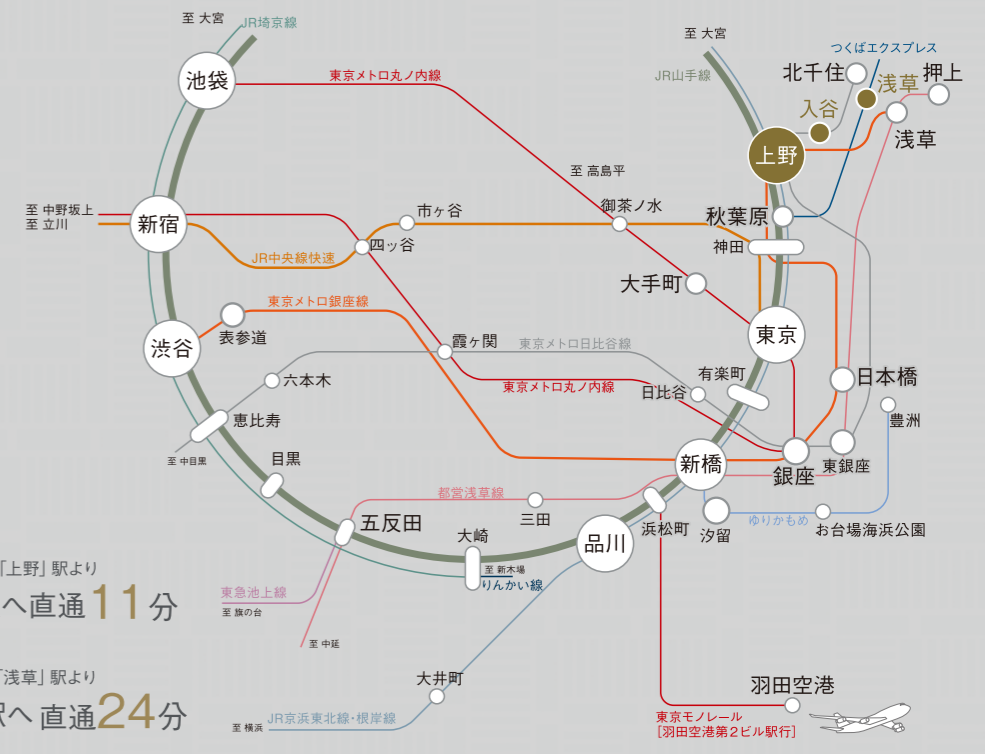 至 大宮
JR埼京線
池袋
東京メトロ丸ノ内線
至 大宮
JR山手線
つくばエクスプレス
北千住
浅草
押上
入谷
浅草
上野
至 高島平
至 中野坂上
至 立川
新宿
市ヶ谷
御茶ノ水
秋葉原
四ッ谷
神田
JR中央線快速
大手町
東京メトロ銀座線
表参道
渋谷
東京
霞ヶ関
東京メトロ日比谷線
有楽町
六本木
東京メトロ丸ノ内線
日比谷
日本橋
恵比寿
豊洲
至 中目黒
目黒
新橋
銀座
東銀座
都営浅草線
三田
五反田
大崎
品川
浜松町
汐留
ゆりかもめ
お台場海浜公園
至 新木場
りんかい線
「上野」駅より
へ直通11分
東急池上線
至 旗の台
至 中延
「浅草」駅より
駅へ 直通24分
大井町
羽田空港
至 横浜
JR京浜東北線・根岸線
東京モノレール
[羽田空港第2ビル駅行]